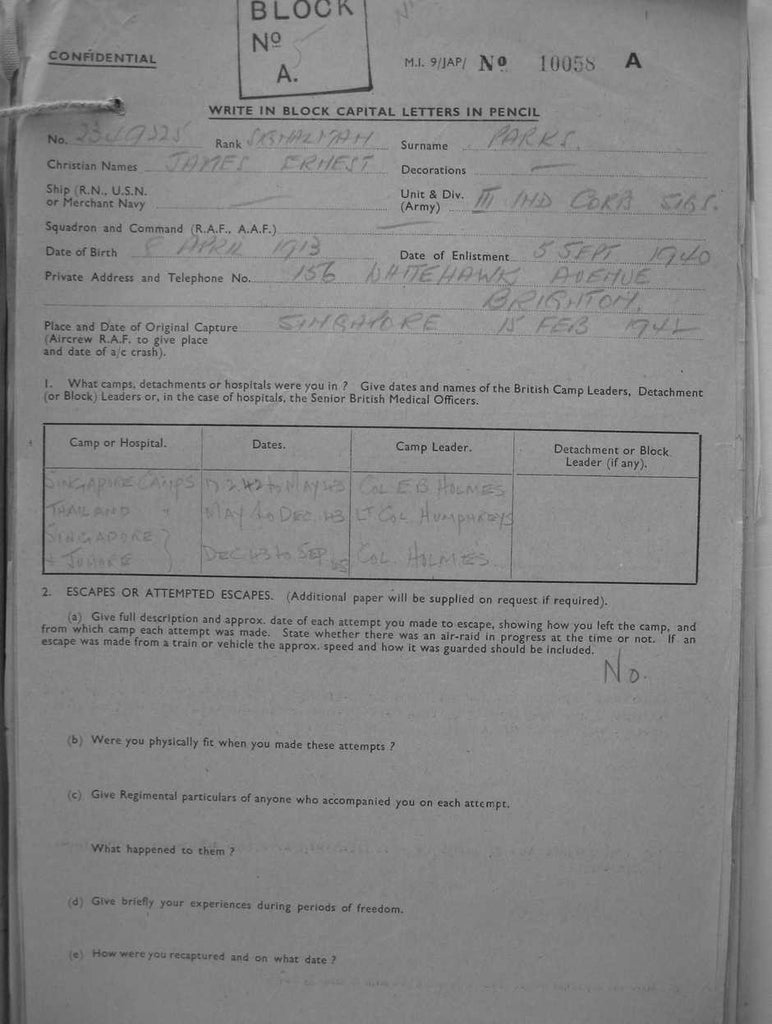 BLOCK
Nº
A.
CONFIDENTIAL
M.I. 9/JAP/ Nº 10058 A
WRITE IN BLOCK CAPITAL LETTERS IN PENCIL
No. 2349325 Rank SIGNALMAN Surname PARKS.
Christian Names JAMES ERNEST Decorations —
Ship (R.N., U.S.N. or Merchant Navy — Unit & Div. (Army) III IND CORPS SIGS.
Squadron and Command (R.A.F., A.A.F.) —
Date of Birth 8 APRIL 1913 Date of Enlistment 5 SEPT 1940
Private Address and Telephone No. 156 WHITEHAWK AVENUE
BRIGHTON.
Place and Date of Original Capture SINGAPORE 15 FEB 1942
(Aircrew R.A.F. to give place
and date of a/c crash).
1. What camps, detachments or hospitals were you in ? Give dates and names of the British Camp Leaders, Detachment
(or Block) Leaders or, in the case of hospitals, the Senior British Medical Officers.
Camp or Hospital. Dates. Camp Leader. Detachment or Block Leader (if any).
SINGAPORE CAMPS 17.2.42 to MAY 43 COL E B HOLMES
THAILAND " MAY to DEC. 43 LT COL HUMPHREYS
SINGAPORE
+ JOHORE } DEC 43 to SEP 45 COL. HOLMES
2. ESCAPES OR ATTEMPTED ESCAPES. (Additional paper will be supplied on request if required).
(a) Give full description and approx. date of each attempt you made to escape, showing how you left the camp, and
from which camp each attempt was made. State whether there was an air-raid in progress at the time or not. If an
escape was made from a train or vehicle the approx. speed and how it was guarded should be included.
No.
(b) Were you physically fit when you made these attempts ?
(c) Give Regimental particulars of anyone who accompanied you on each attempt.
What happened to them ?
(d) Give briefly your experiences during periods of freedom.
(e) How were you recaptured and on what date ?